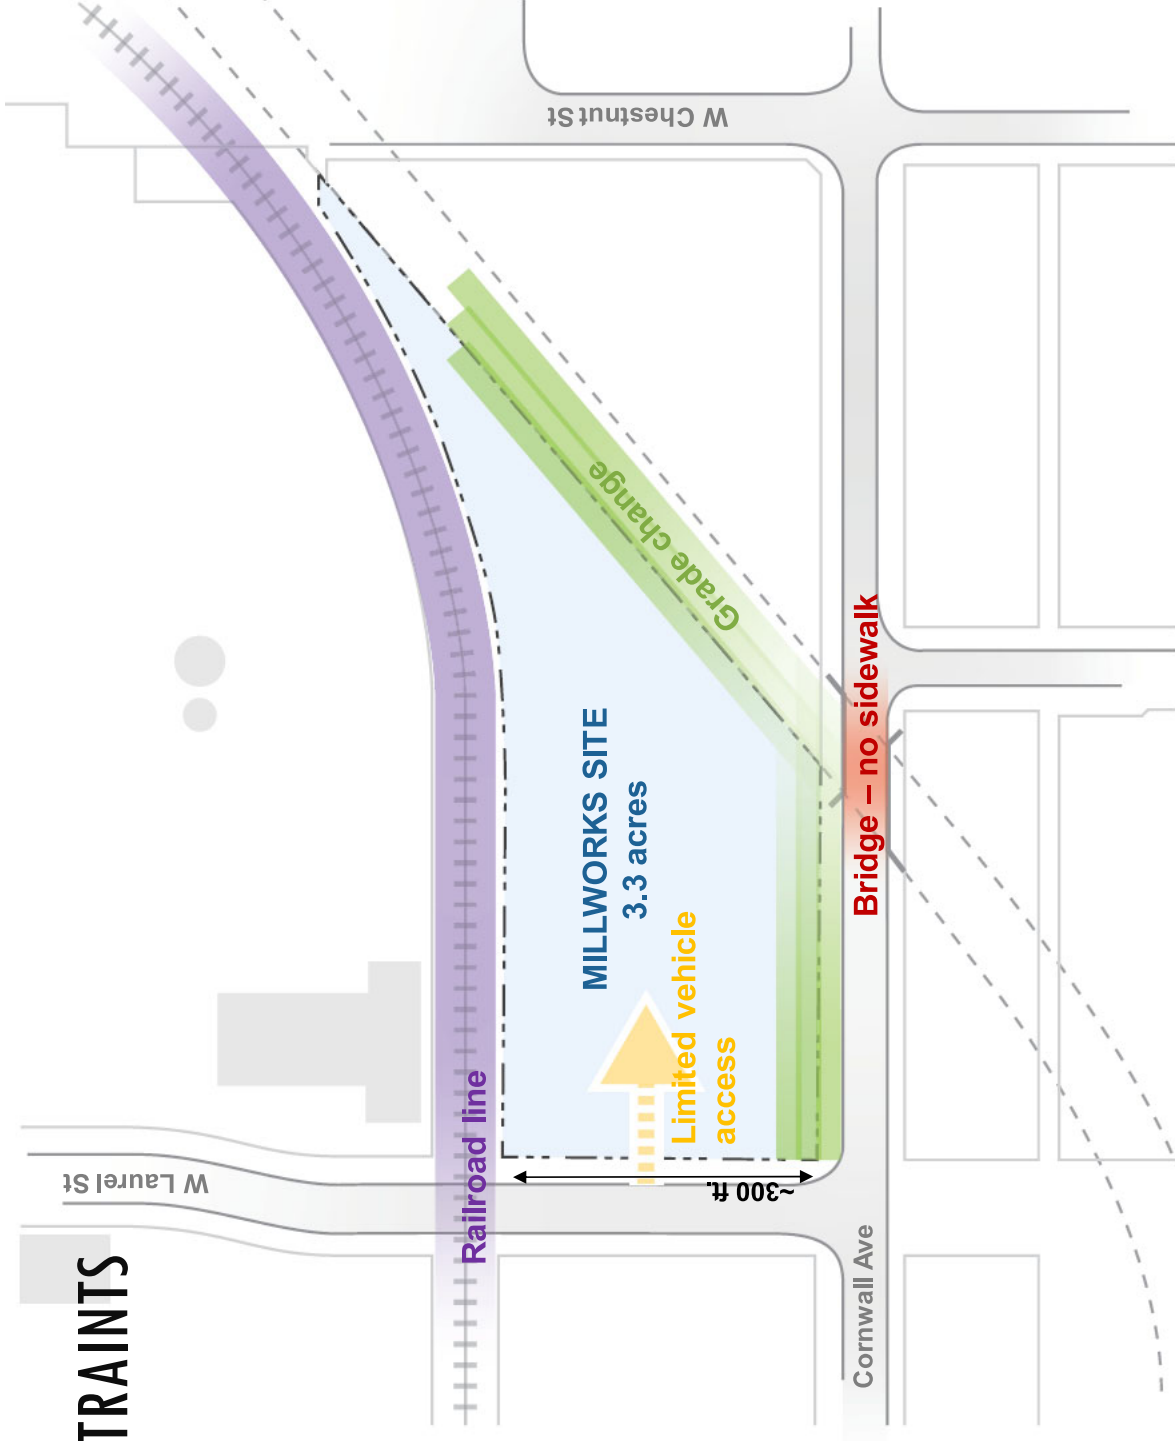 TRAINTS
W Laurel St
Railroad line
~300 ft.
MILLWORKS SITE
3.3 acres
Limited vehicle
access
Grade change
Bridge – no sidewalk
Cornwall Ave
W Chestnut St